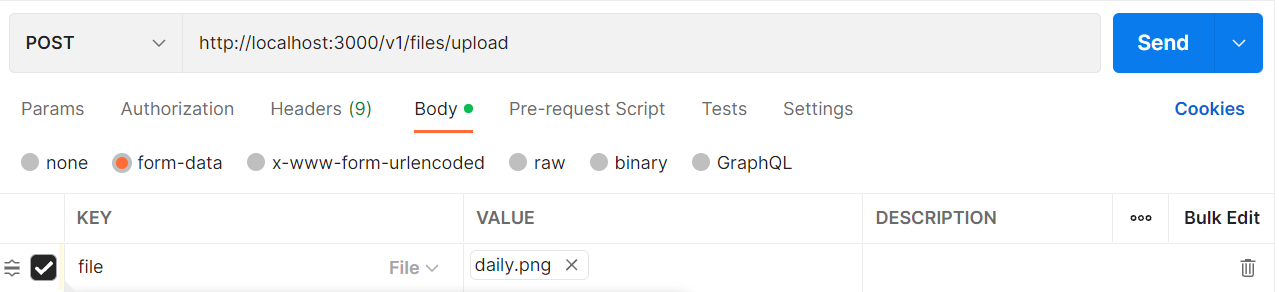 POST http://localhost:3000/v1/files/upload Send
Params Authorization Headers (9) Body Pre-request Script Tests Settings Cookies
none form-data x-www-form-urlencoded raw binary GraphQL
KEY VALUE DESCRIPTION Bulk Edit
file File daily.png